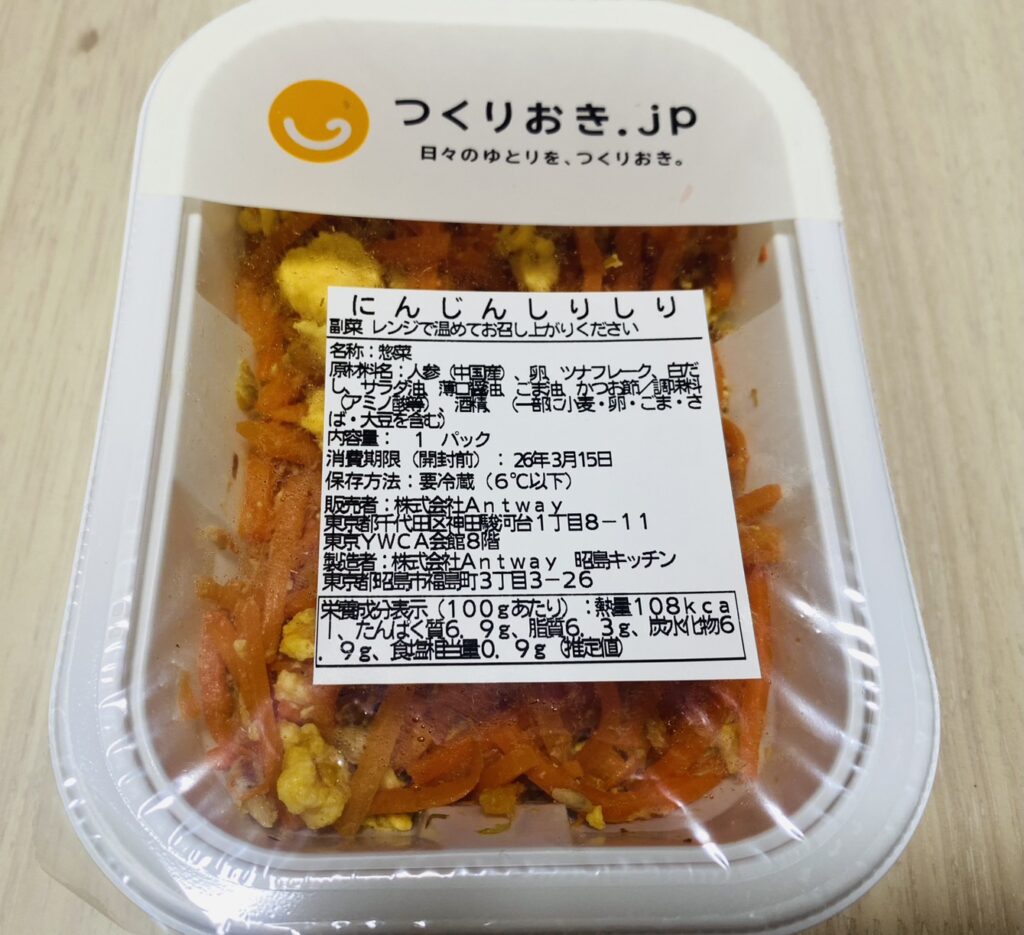 つくりおき.jp
日々のゆとりを、つくりおき。
にんじんしりしり
副菜 レンジで温めてお召し上がりください
名称：惣菜
原材料名：人参（中国産）、卵、ツナフレーク、白だ
し、サラダ油、薄口醤油、ごま油、かつお節／調味料
（アミノ酸等）、酒精、（一部に小麦・卵・ごま・さ
ば・大豆を含む）
内容量： １ パック
消費期限（開封前）：26年3月15日
保存方法：要冷蔵（6℃以下）
販売者：株式会社Ａｎｔｗａｙ
東京都千代田区神田駿河台１丁目８－１１
東京YWCA会館8階
製造者：株式会社Ａｎｔｗａｙ 昭島キッチン
東京都昭島市福島町3丁目3－26
栄養成分表示（100gあたり）：熱量108kca
l、たんぱく質6．9g、脂質6．3g、炭水化物6
．9g、食塩相当量0．9g（推定値）